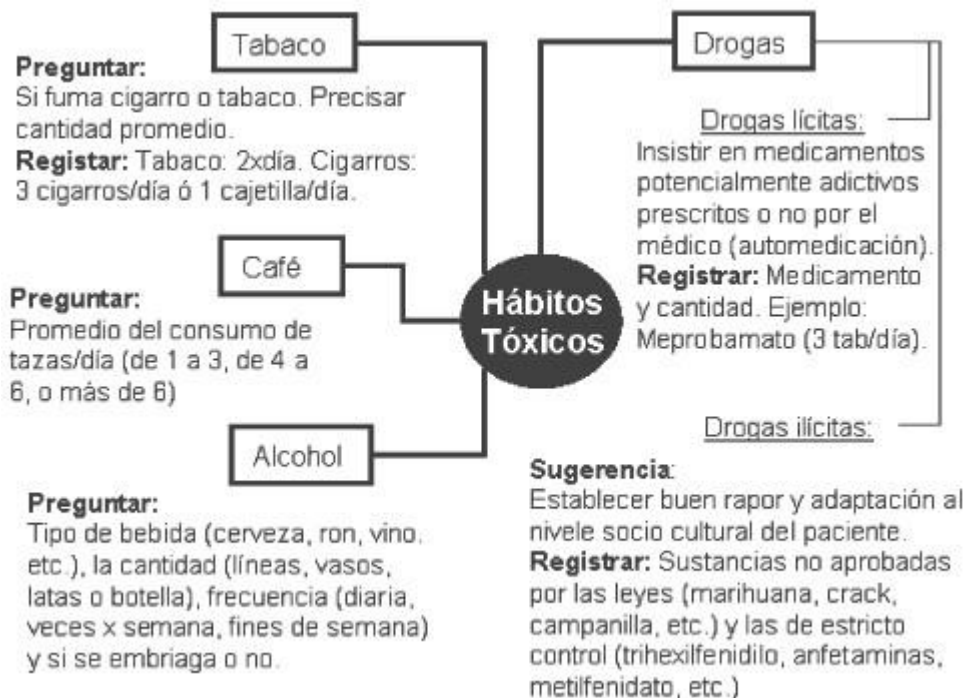 Tabaco
Preguntar:
Si fuma cigarro o tabaco. Precisar
cantidad promedio.
Registar: Tabaco: 2xdía. Cigarros:
3 cigarros/día ó 1 cajetilla/día.
Café
Preguntar:
Promedio del consumo de
tazas/día (de 1 a 3, de 4 a
6, o más de 6)
Alcohol
Preguntar:
Tipo de bebida (cerveza, ron, vino.
etc.), la cantidad (líneas, vasos,
latas o botella), frecuencia (diaria,
veces x semana, fines de semana)
y si se embriaga o no.
Hábitos
Tóxicos
Drogas
Drogas lícitas:
Insistir en medicamentos
potencialmente adictivos
prescritos o no por el
médico (automedicación).
Registrar: Medicamento
y cantidad. Ejemplo:
Meprobamato (3 tab/día).
Drogas ilícitas:
Sugerencia:
Establecer buen rapor y adaptación al
nivele socio cultural del paciente.
Registrar: Sustancias no aprobadas
por las leyes (marihuana, crack,
campanilla, etc.) y las de estricto
control (trihexilfenidilo, anfetaminas,
metilfenidato, etc.)